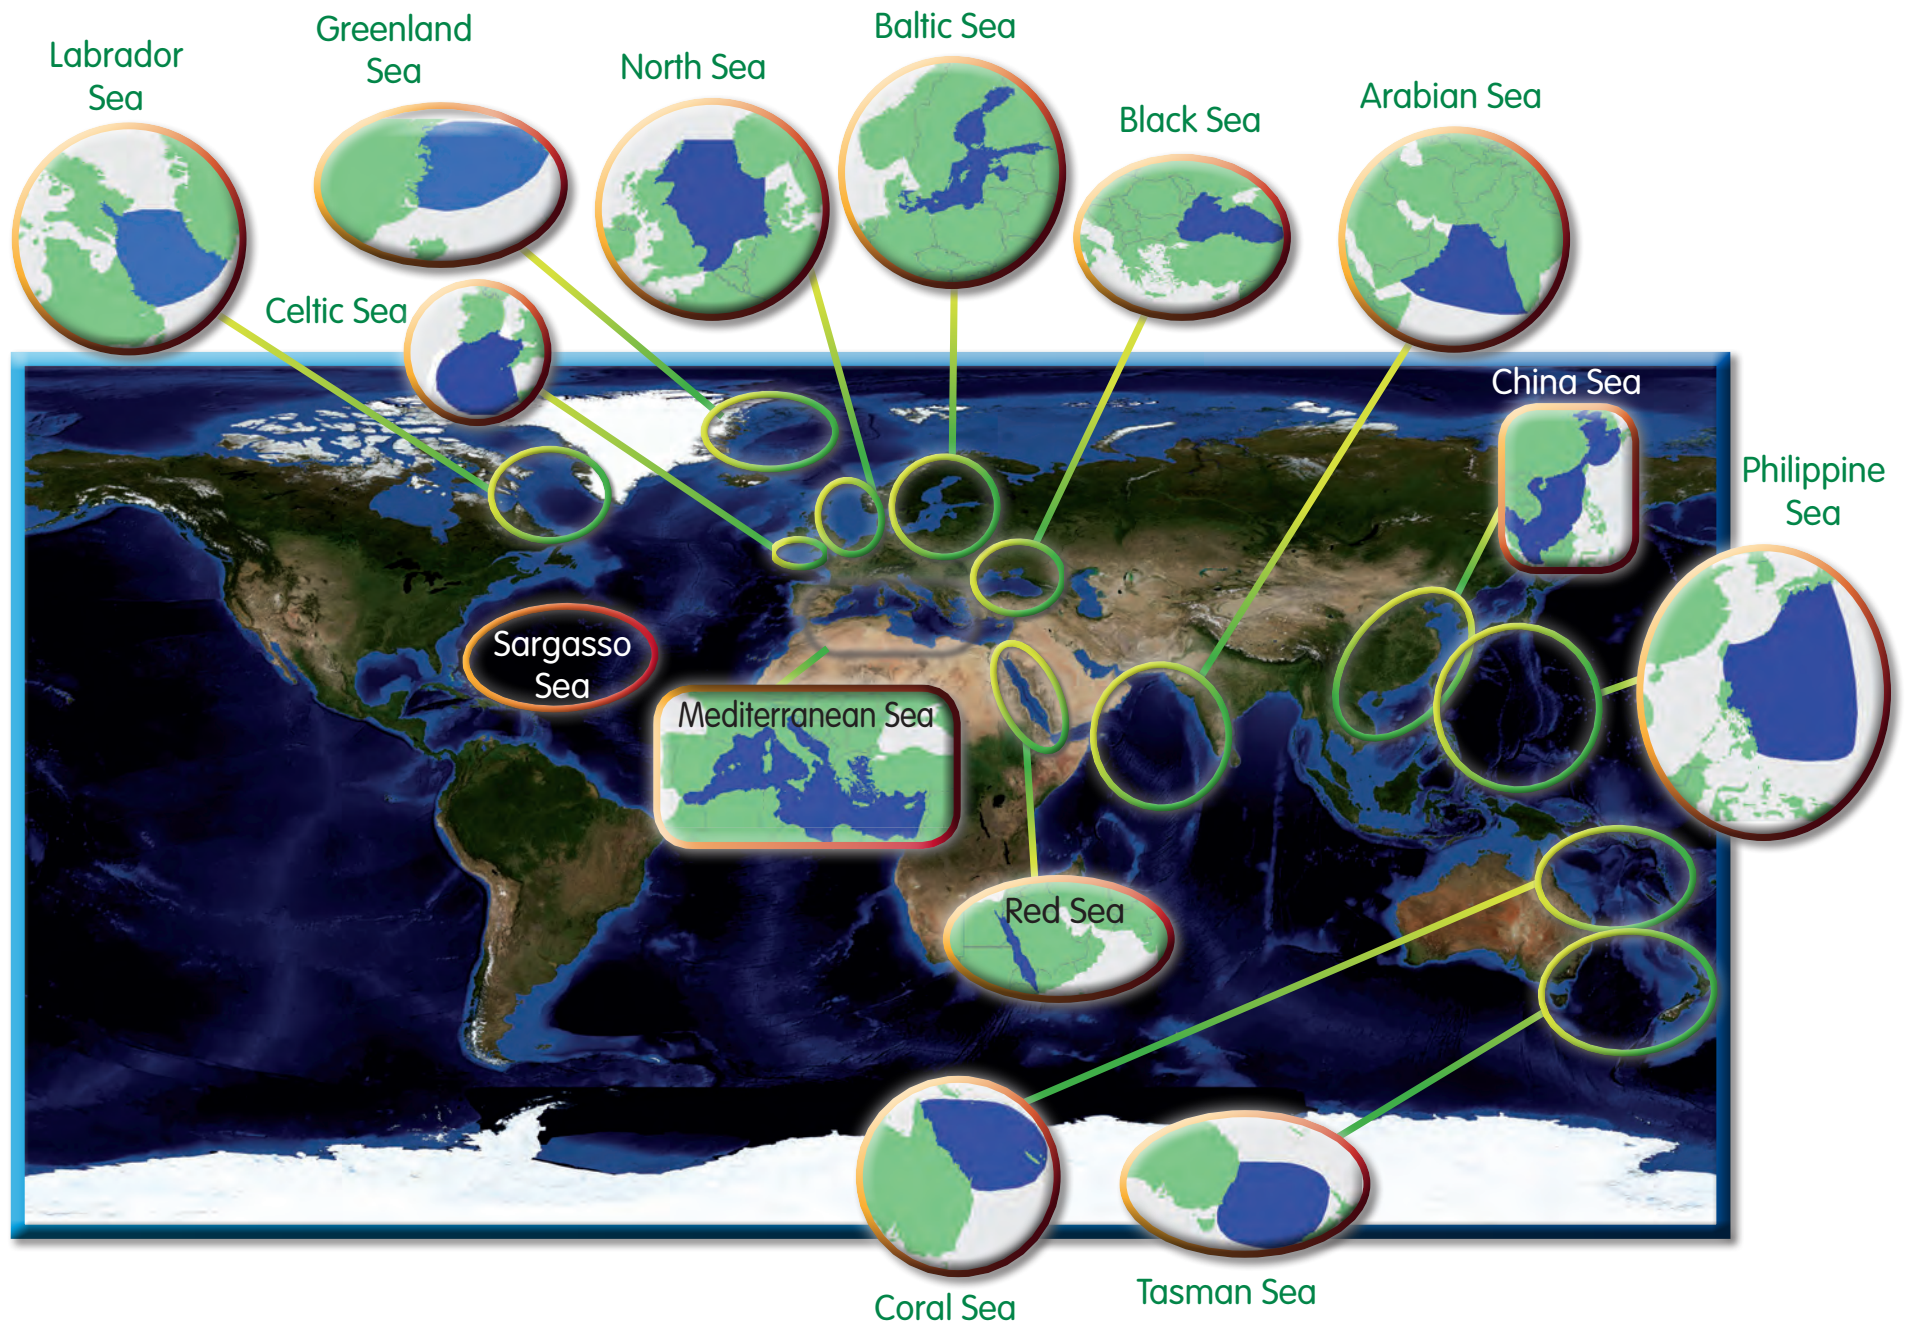 Labrador
Sea
Greenland
Sea
North Sea
Baltic Sea
Black Sea
Arabian Sea
Celtic Sea
China Sea
Philippine
Sea
Sargasso
Sea
Mediterranean Sea
Red Sea
Coral Sea
Tasman Sea